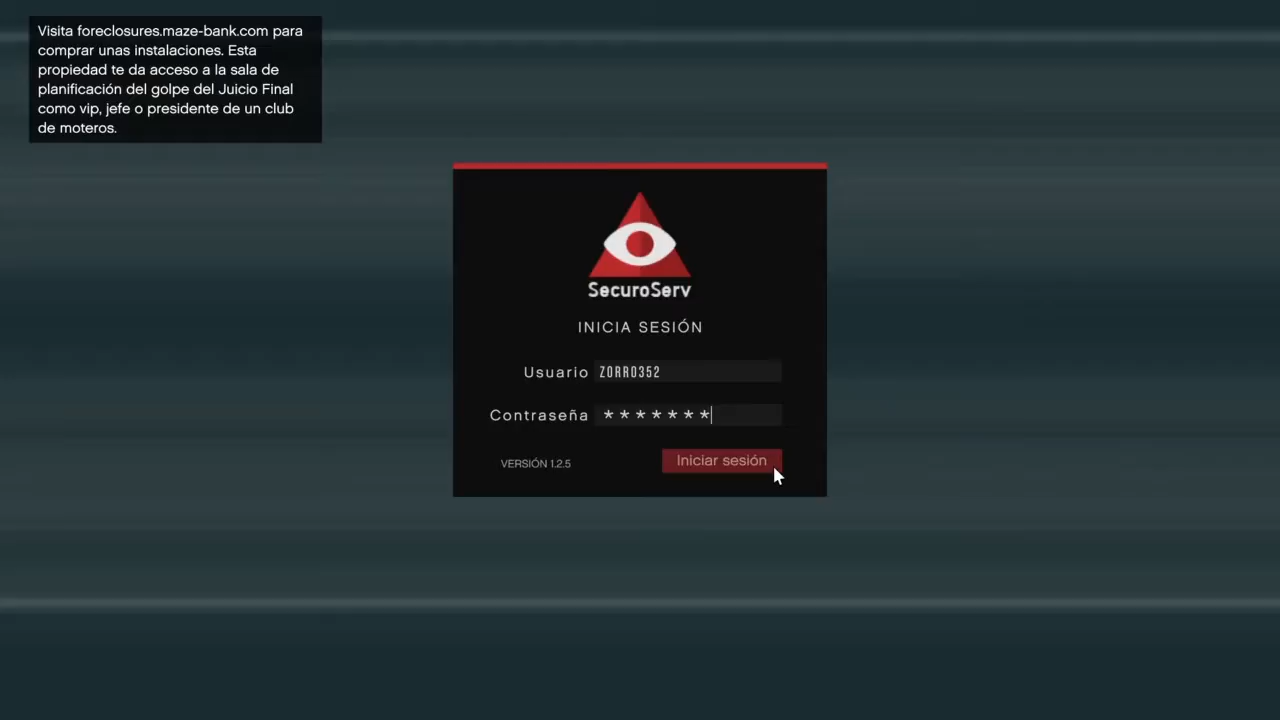 Visita foreclosures.maze-bank.com para
comprar unas instalaciones. Esta
propiedad te da acceso a la sala de
planificación del golpe del Juicio Final
como vip, jefe o presidente de un club
de moteros.
SecuroServ
INICIA SESIÓN
Usuario ZORRO352
Contraseña *******
VERSIÓN 1.2.5 Iniciar sesión